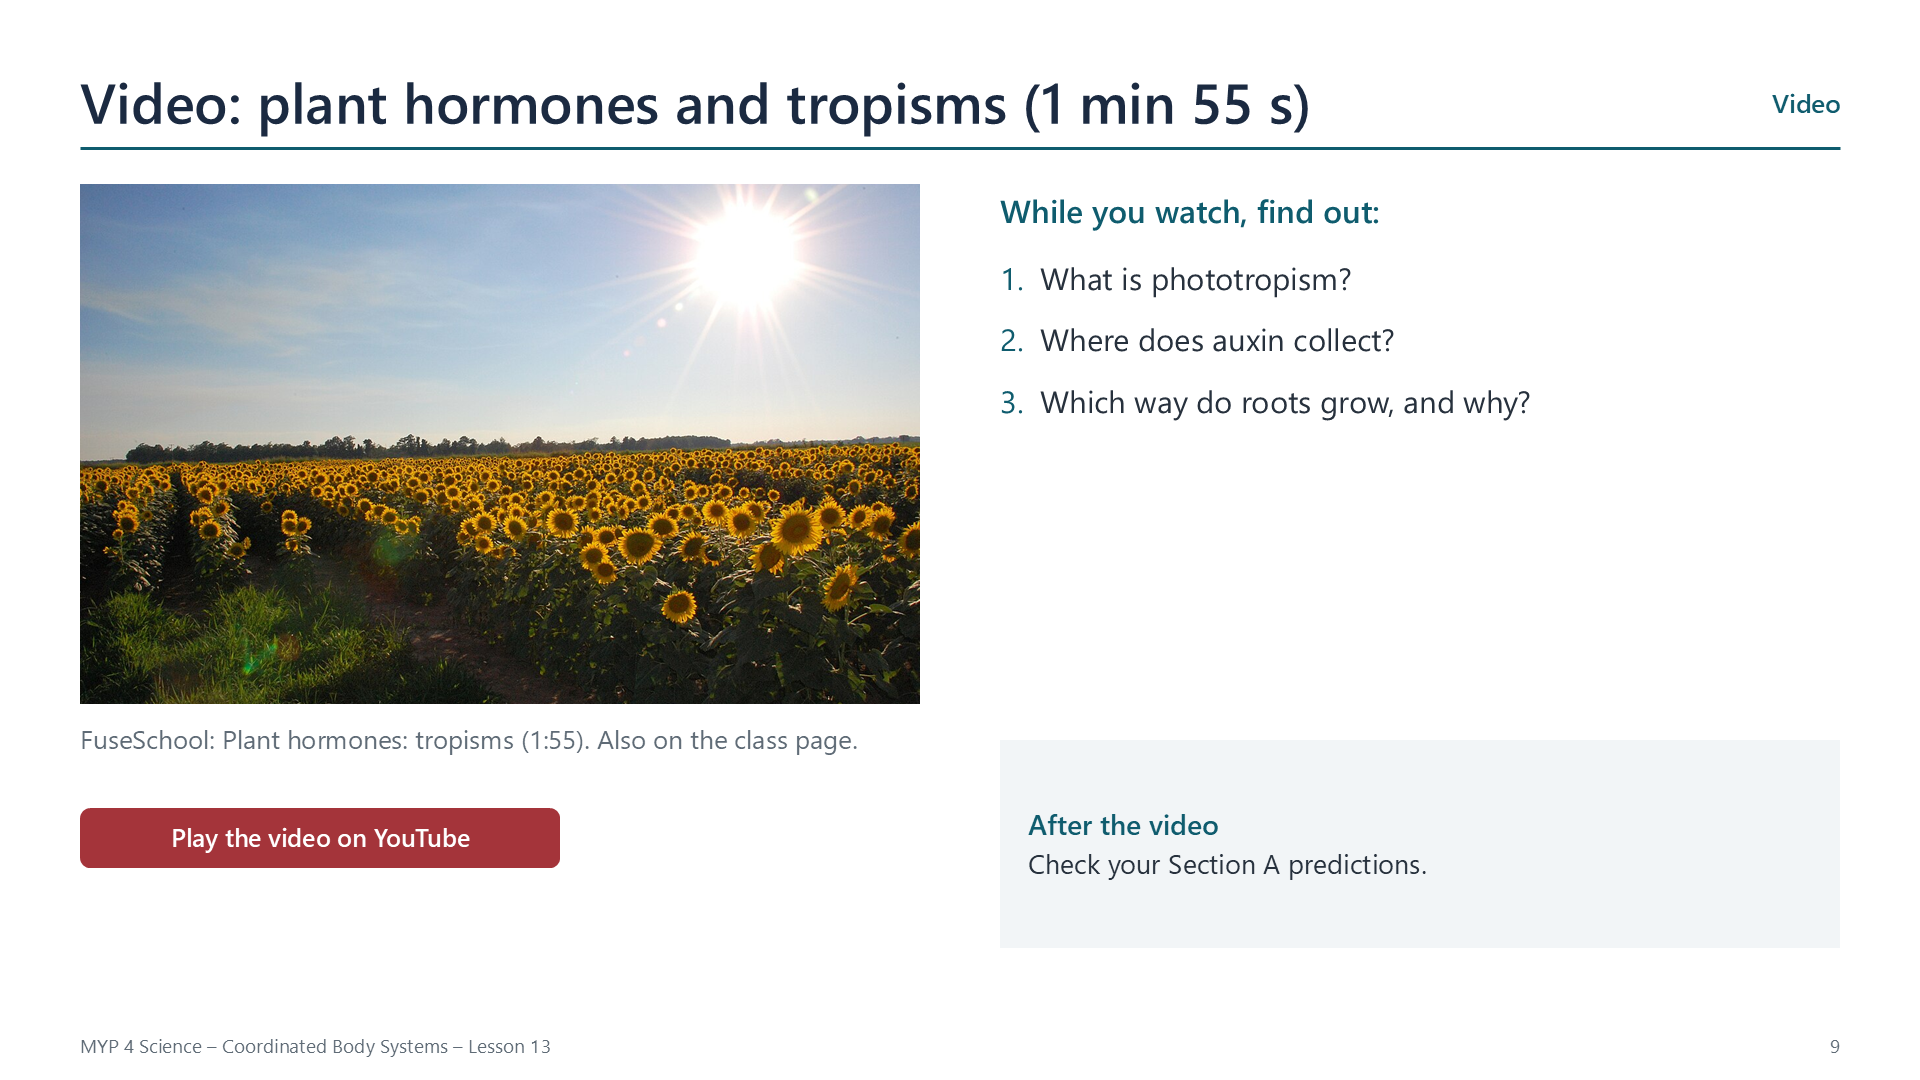 Video: plant hormones and tropisms (1 min 55 s)
Video
While you watch, find out:
1. What is phototropism?
2. Where does auxin collect?
3. Which way do roots grow, and why?
FuseSchool: Plant hormones: tropisms (1:55). Also on the class page.
Play the video on YouTube
After the video
Check your Section A predictions.
MYP 4 Science – Coordinated Body Systems – Lesson 13
9